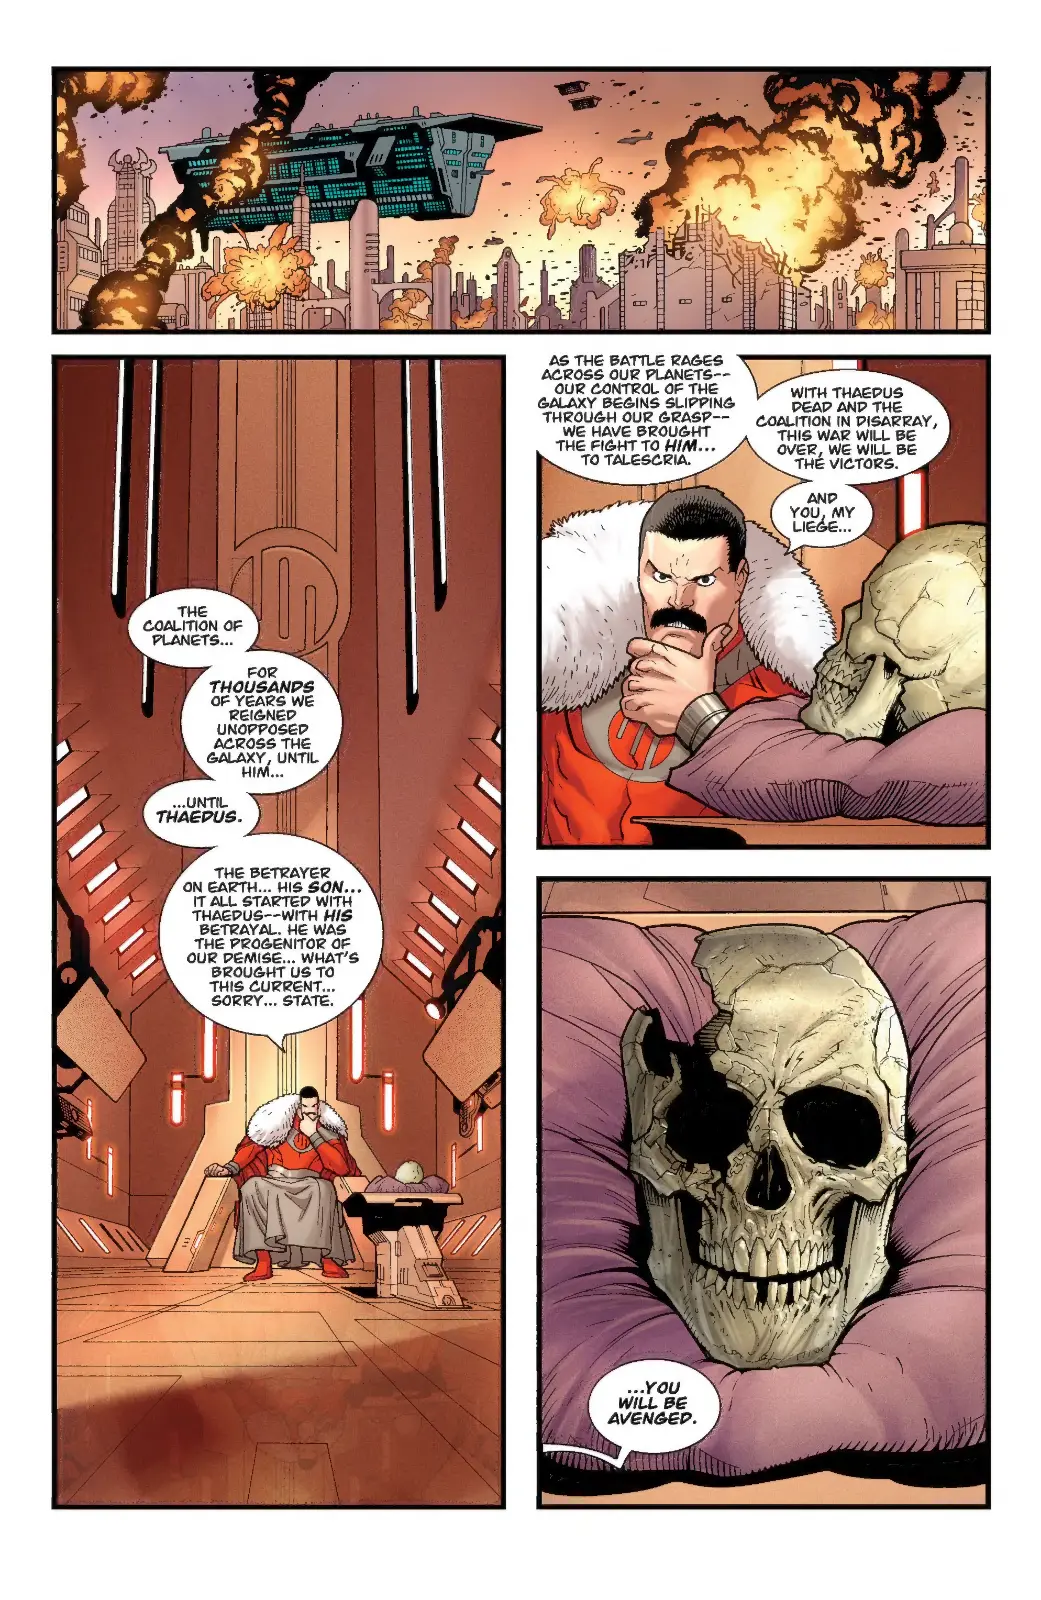 THE
COALITION OF
PLANETS...
FOR
THOUSANDS
OF YEARS WE
REIGNED
UNOPPOSED
ACROSS THE
GALAXY, UNTIL
HIM...
...UNTIL
THAEDUS.
THE BETRAYER
ON EARTH... HIS SON...
IT ALL STARTED WITH
THAEDUS--WITH HIS
BETRAYAL. HE WAS
THE PROGENITOR OF
OUR DEMISE... WHAT'S
BROUGHT US TO
THIS CURRENT...
SORRY... STATE.
AS THE BATTLE RAGES
ACROSS OUR PLANETS--
OUR CONTROL OF THE
GALAXY BEGINS SLIPPING
THROUGH OUR GRASP--
WE HAVE BROUGHT
THE FIGHT TO HIM...
TO TALESCRIA.
WITH THAEDUS
DEAD AND THE
COALITION IN DISARRAY,
THIS WAR WILL BE
OVER, WE WILL BE
THE VICTORS.
AND
YOU, MY
LIEGE...
...YOU
WILL BE
AVENGED.